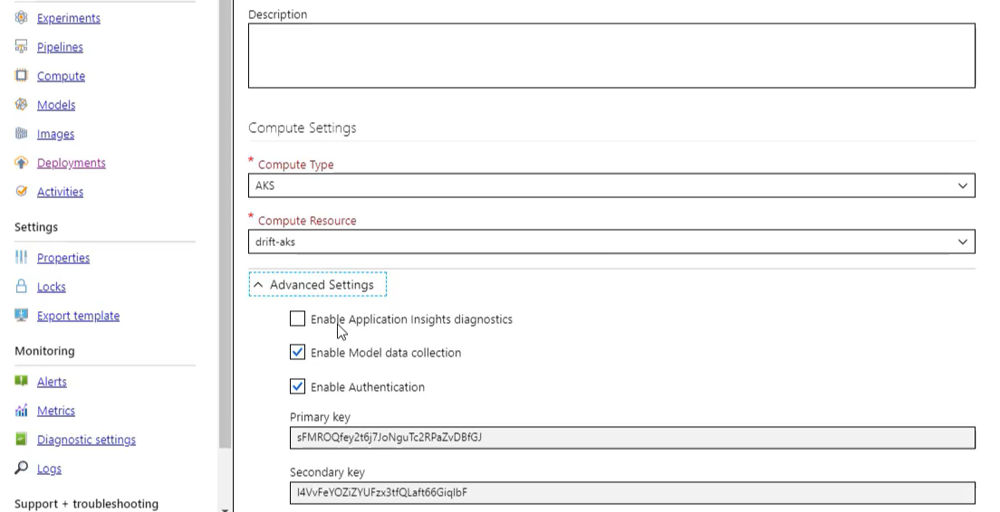 Experiments
Pipelines
Compute
Models
Images
Deployments
Activities
Settings
Properties
Locks
Export template
Monitoring
Alerts
Metrics
Diagnostic settings
Logs
Support + troubleshooting
Description
Compute Settings
* Compute Type
AKS
* Compute Resource
drift-aks
Advanced Settings
Enable Application Insights diagnostics
Enable Model data collection
Enable Authentication
Primary key
sFMROQfey2t6j7JoNguTc2RPaZvDBfGJ
Secondary key
l4VvFeYOZiZYUFzx3tfQLaft66GiqlbF